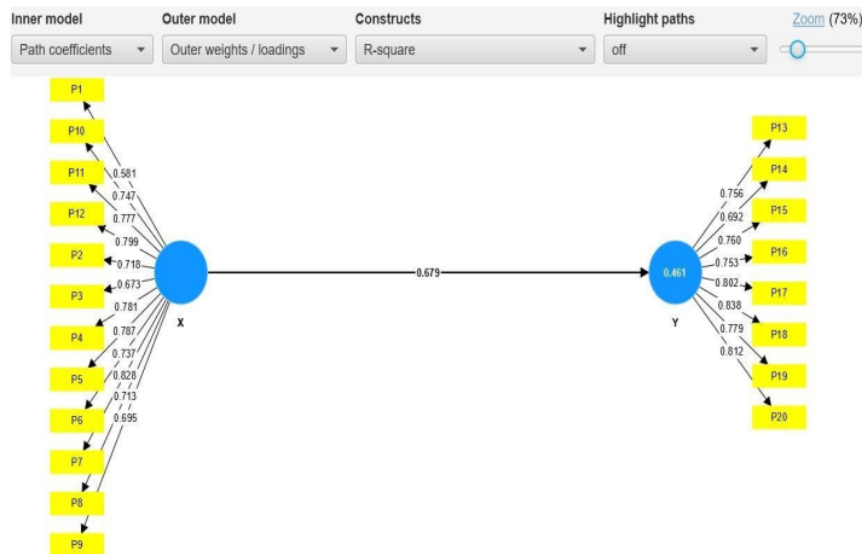 Inner model Outer model Constructs Highlight paths Zoom (73%)
Path coefficients Outer weights / loadings R-square off
P1
P10
P11
P12
P2
P3
P4
P5
P6
P7
P8
P9
0.581
0.747
0.777
0.799
0.718
0.673
0.781
0.787
0.737
0.828
0.713
0.695
X
0.679
0.461
Y
0.756
0.692
0.760
0.753
0.802
0.838
0.779
0.812
P13
P14
P15
P16
P17
P18
P19
P20